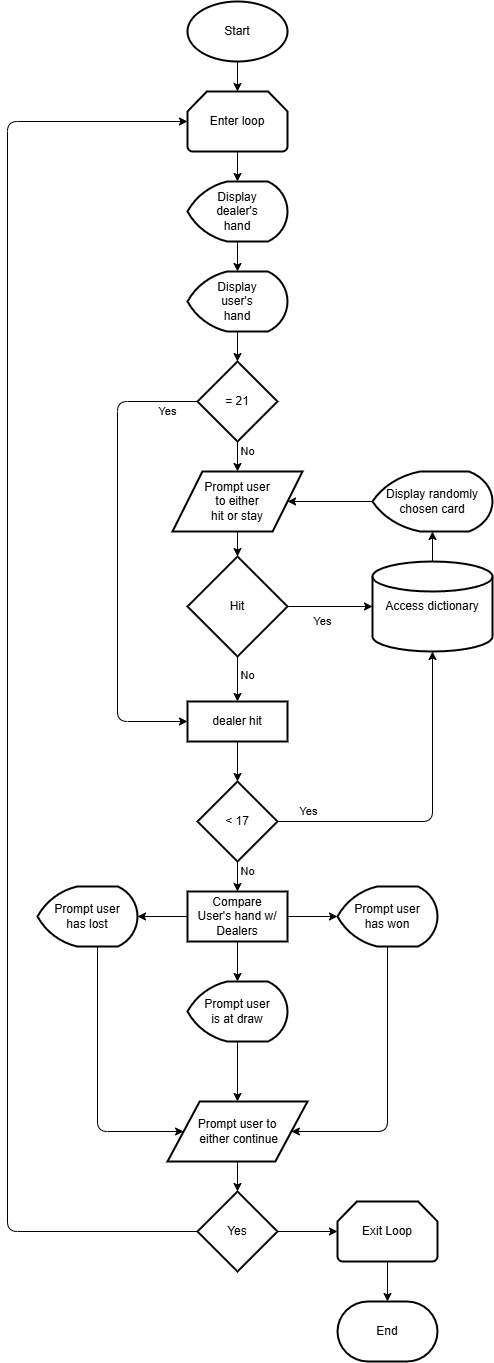 Start
Enter loop
Display
dealer's
hand
Display
user's
hand
= 21
Yes
No
Prompt user
to either
hit or stay
Display randomly
chosen card
Hit
Yes
Access dictionary
No
dealer hit
< 17
Yes
No
Compare
User's hand w/
Dealers
Prompt user
has lost
Prompt user
has won
Prompt user
is at draw
Prompt user to
either continue
Yes
Exit Loop
End